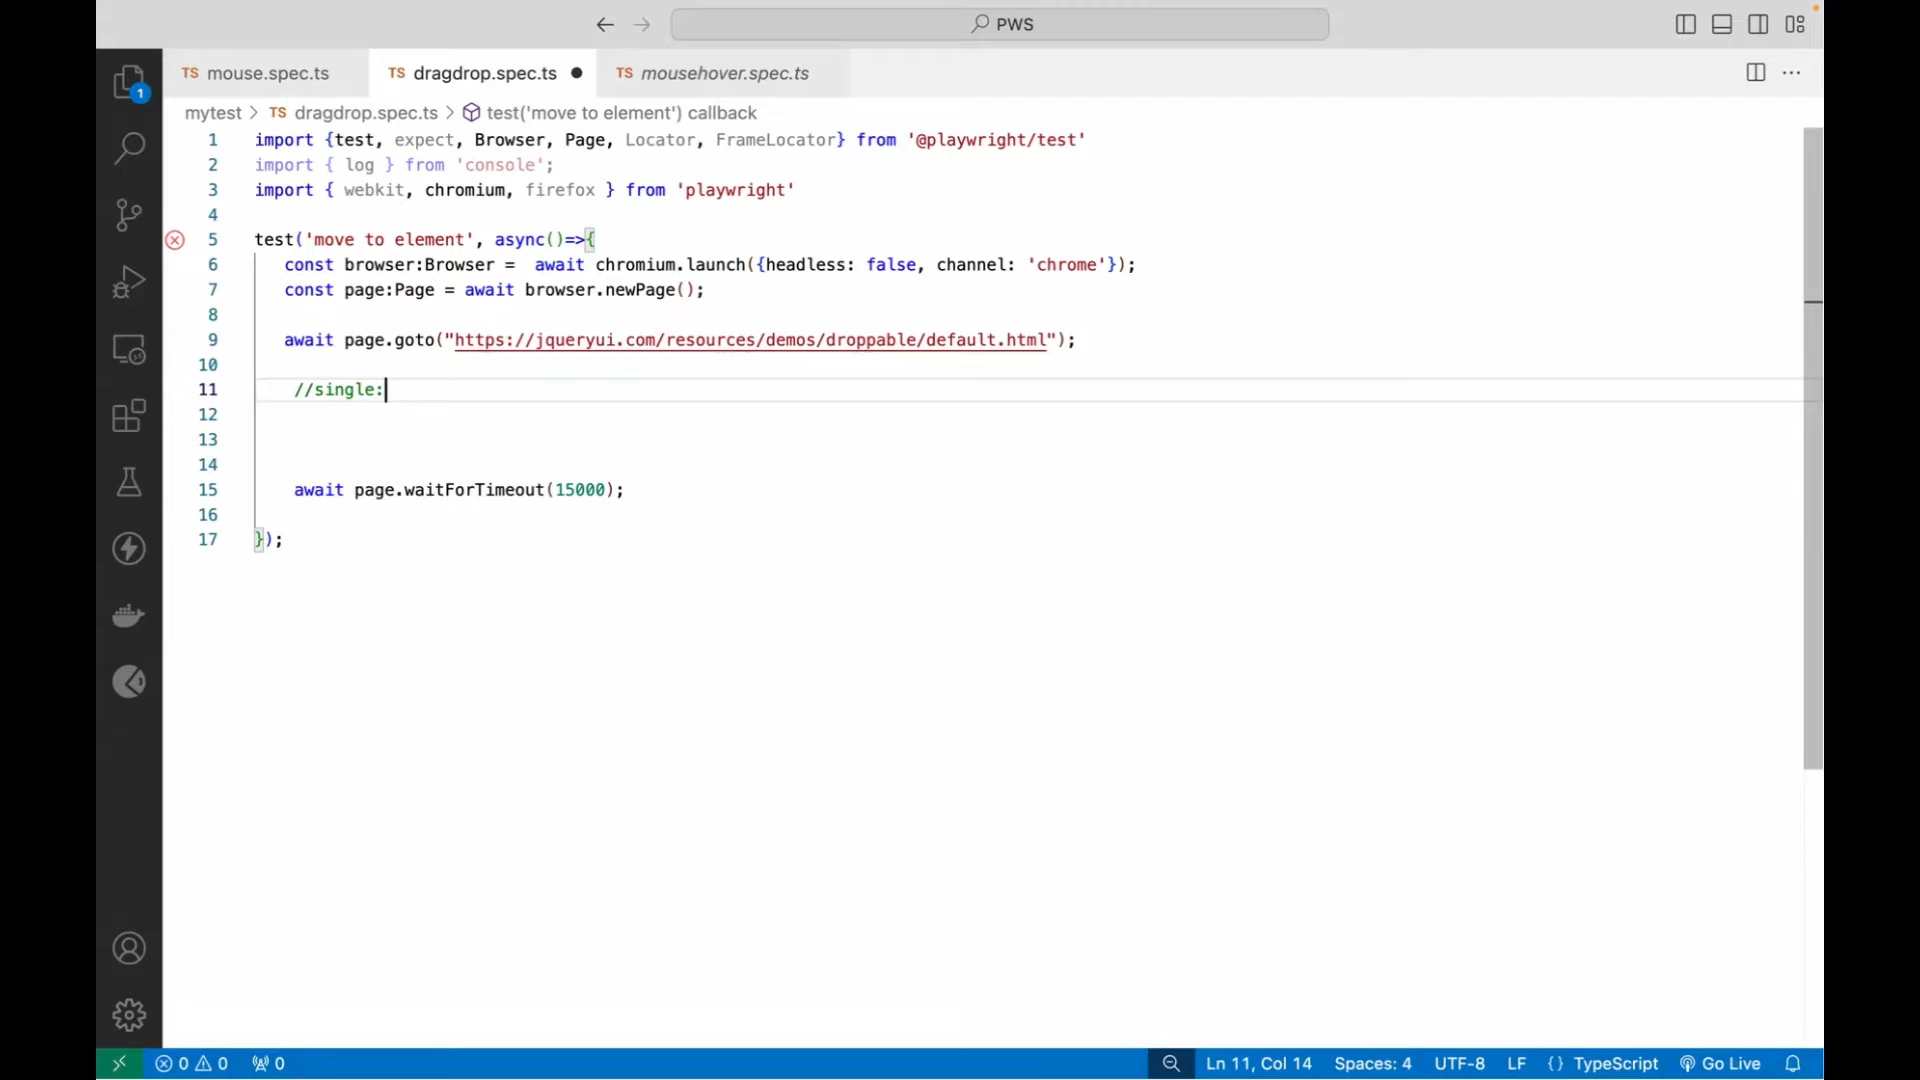 PWS
TS mouse.spec.ts TS dragdrop.spec.ts TS mousehover.spec.ts
1
mytest > TS dragdrop.spec.ts > test('move to element') callback
1 import {test, expect, Browser, Page, Locator, FrameLocator} from '@playwright/test'
2 import { log } from 'console';
3 import { webkit, chromium, firefox } from 'playwright'
4
5 test('move to element', async()=>{
6 const browser:Browser = await chromium.launch({headless: false, channel: 'chrome'});
7 const page:Page = await browser.newPage();
8
9 await page.goto("https://jqueryui.com/resources/demos/droppable/default.html");
10
11 //single:
12
13
14
15 await page.waitForTimeout(15000);
16
17 });
0 0 0 Ln 11, Col 14 Spaces: 4 UTF-8 LF {} TypeScript Go Live